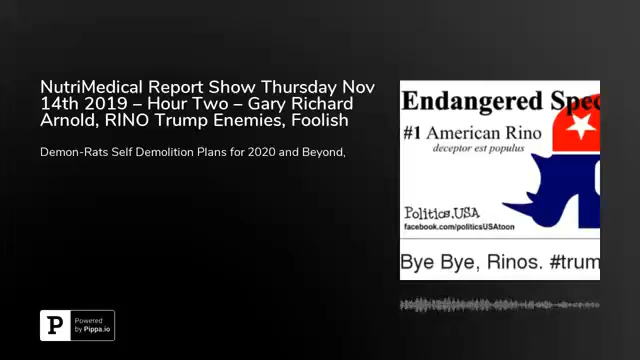 NutriMedical Report Show Thursday Nov
14th 2019 – Hour Two – Gary Richard
Arnold, RINO Trump Enemies, Foolish
Demon-Rats Self Demolition Plans for 2020 and Beyond,
Endangered Spec
#1 American Rino
deceptor est populus
Politics.USA
facebook.com/politicsUSAtoon
Bye Bye, Rinos. #trum
P
Powered
by Pippa.io